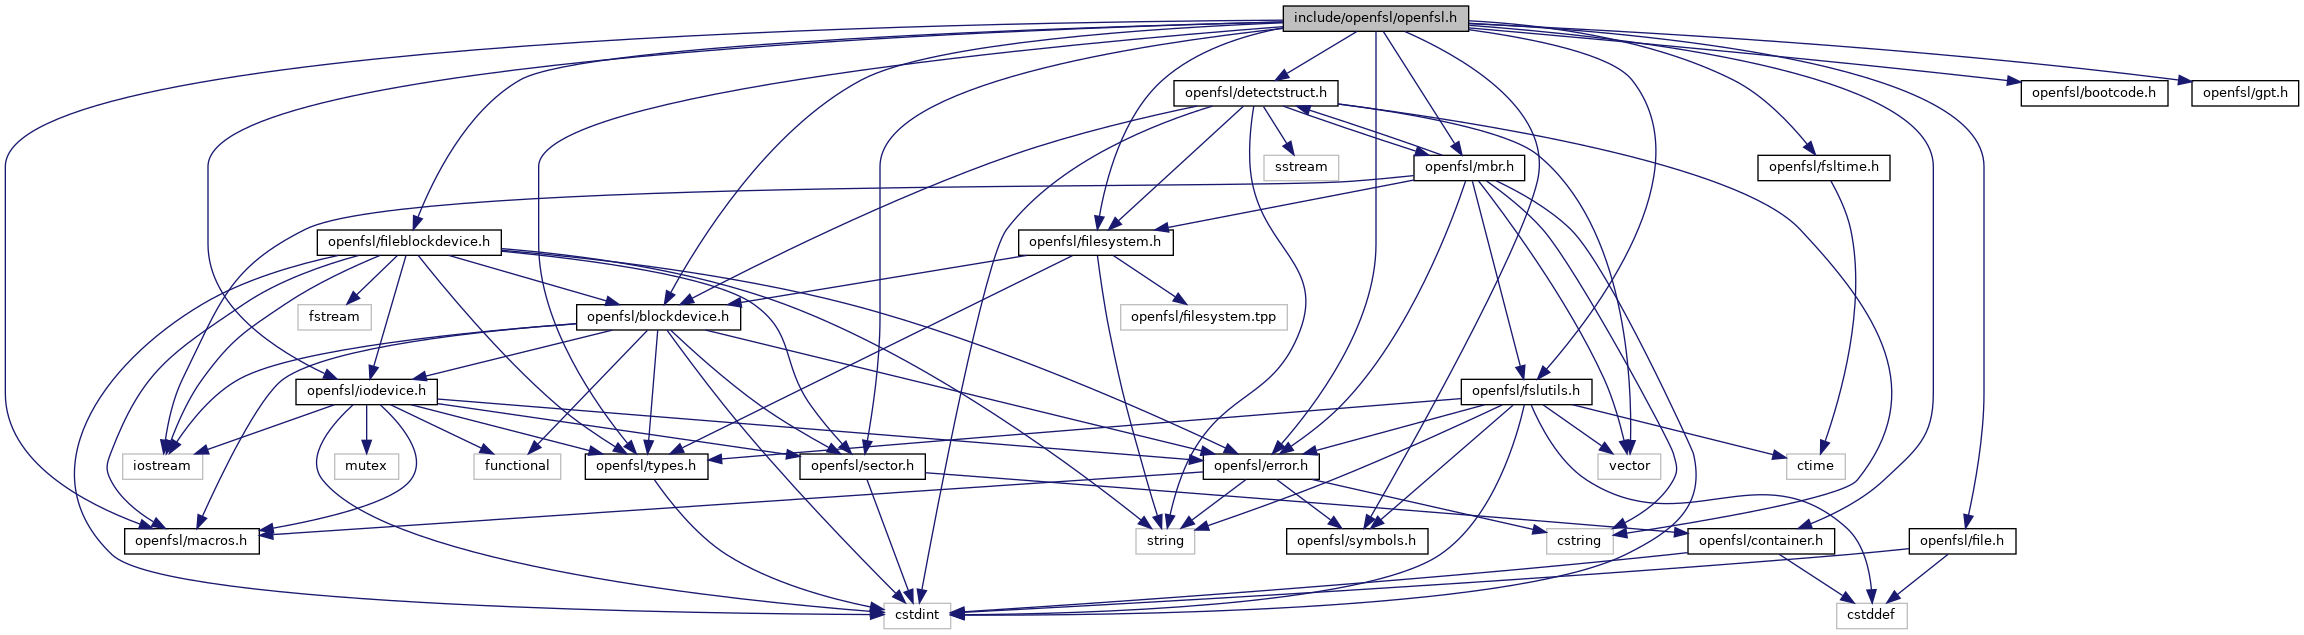 include/openfsl/openfsl.h
openfsl/detectstruct.h
openfsl/bootcode.h
openfsl/gpt.h
sstream
openfsl/mbr.h
openfsl/fsltime.h
openfsl/fileblockdevice.h
openfsl/filesystem.h
fstream
openfsl/blockdevice.h
openfsl/filesystem.tpp
openfsl/iodevice.h
openfsl/fslutils.h
iostream
mutex
functional
openfsl/types.h
openfsl/sector.h
openfsl/error.h
vector
ctime
openfsl/macros.h
string
openfsl/symbols.h
cstring
openfsl/container.h
openfsl/file.h
cstdint
cstddef